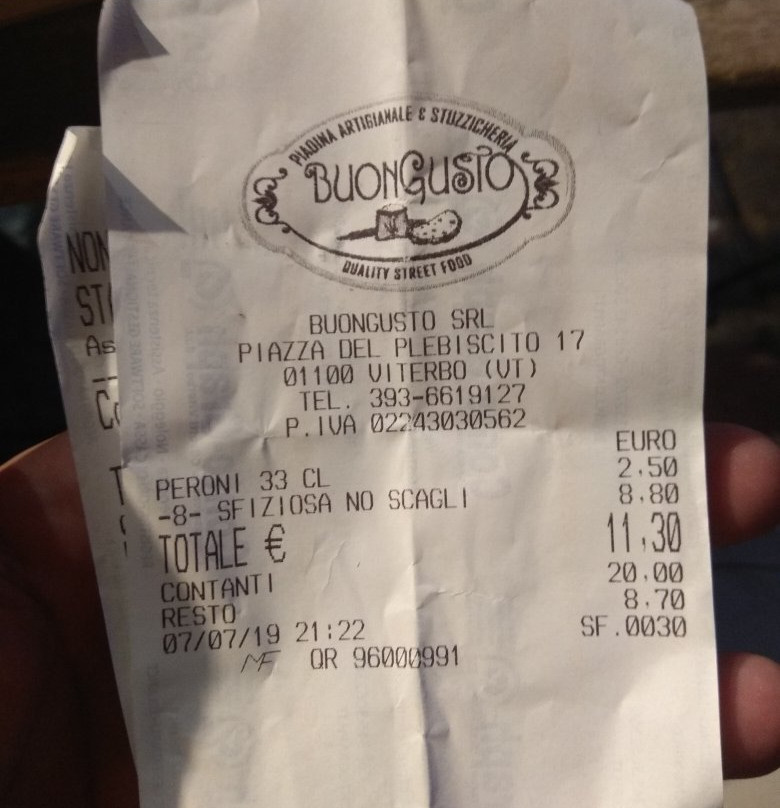 PIADINA ARTIGIANALE & STUZZICHERIA
BUONGUSTO
QUALITY STREET FOOD
BUONGUSTO SRL
PIAZZA DEL PLEBISCITO 17
01100 VITERBO (VT)
TEL. 393-6619127
P.IVA 02243030562
EURO
PERONI 33 CL 2.50
-8- SFIZIOSA NO SCAGLI 8.80
TOTALE € 11.30
CONTANTI 20.00
RESTO 8.70
07/07/19 21:22 SF.0030
MF QR 96000991
NON